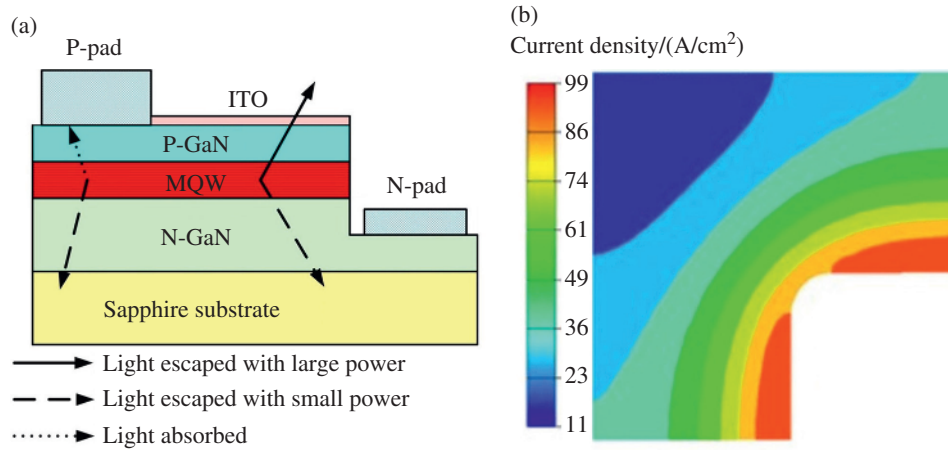 (a)
P-pad
ITO
P-GaN
MQW
N-pad
N-GaN
Sapphire substrate
Light escaped with large power
Light escaped with small power
Light absorbed
(b)
Current density/(A/cm²)
99
86
74
61
49
36
23
11